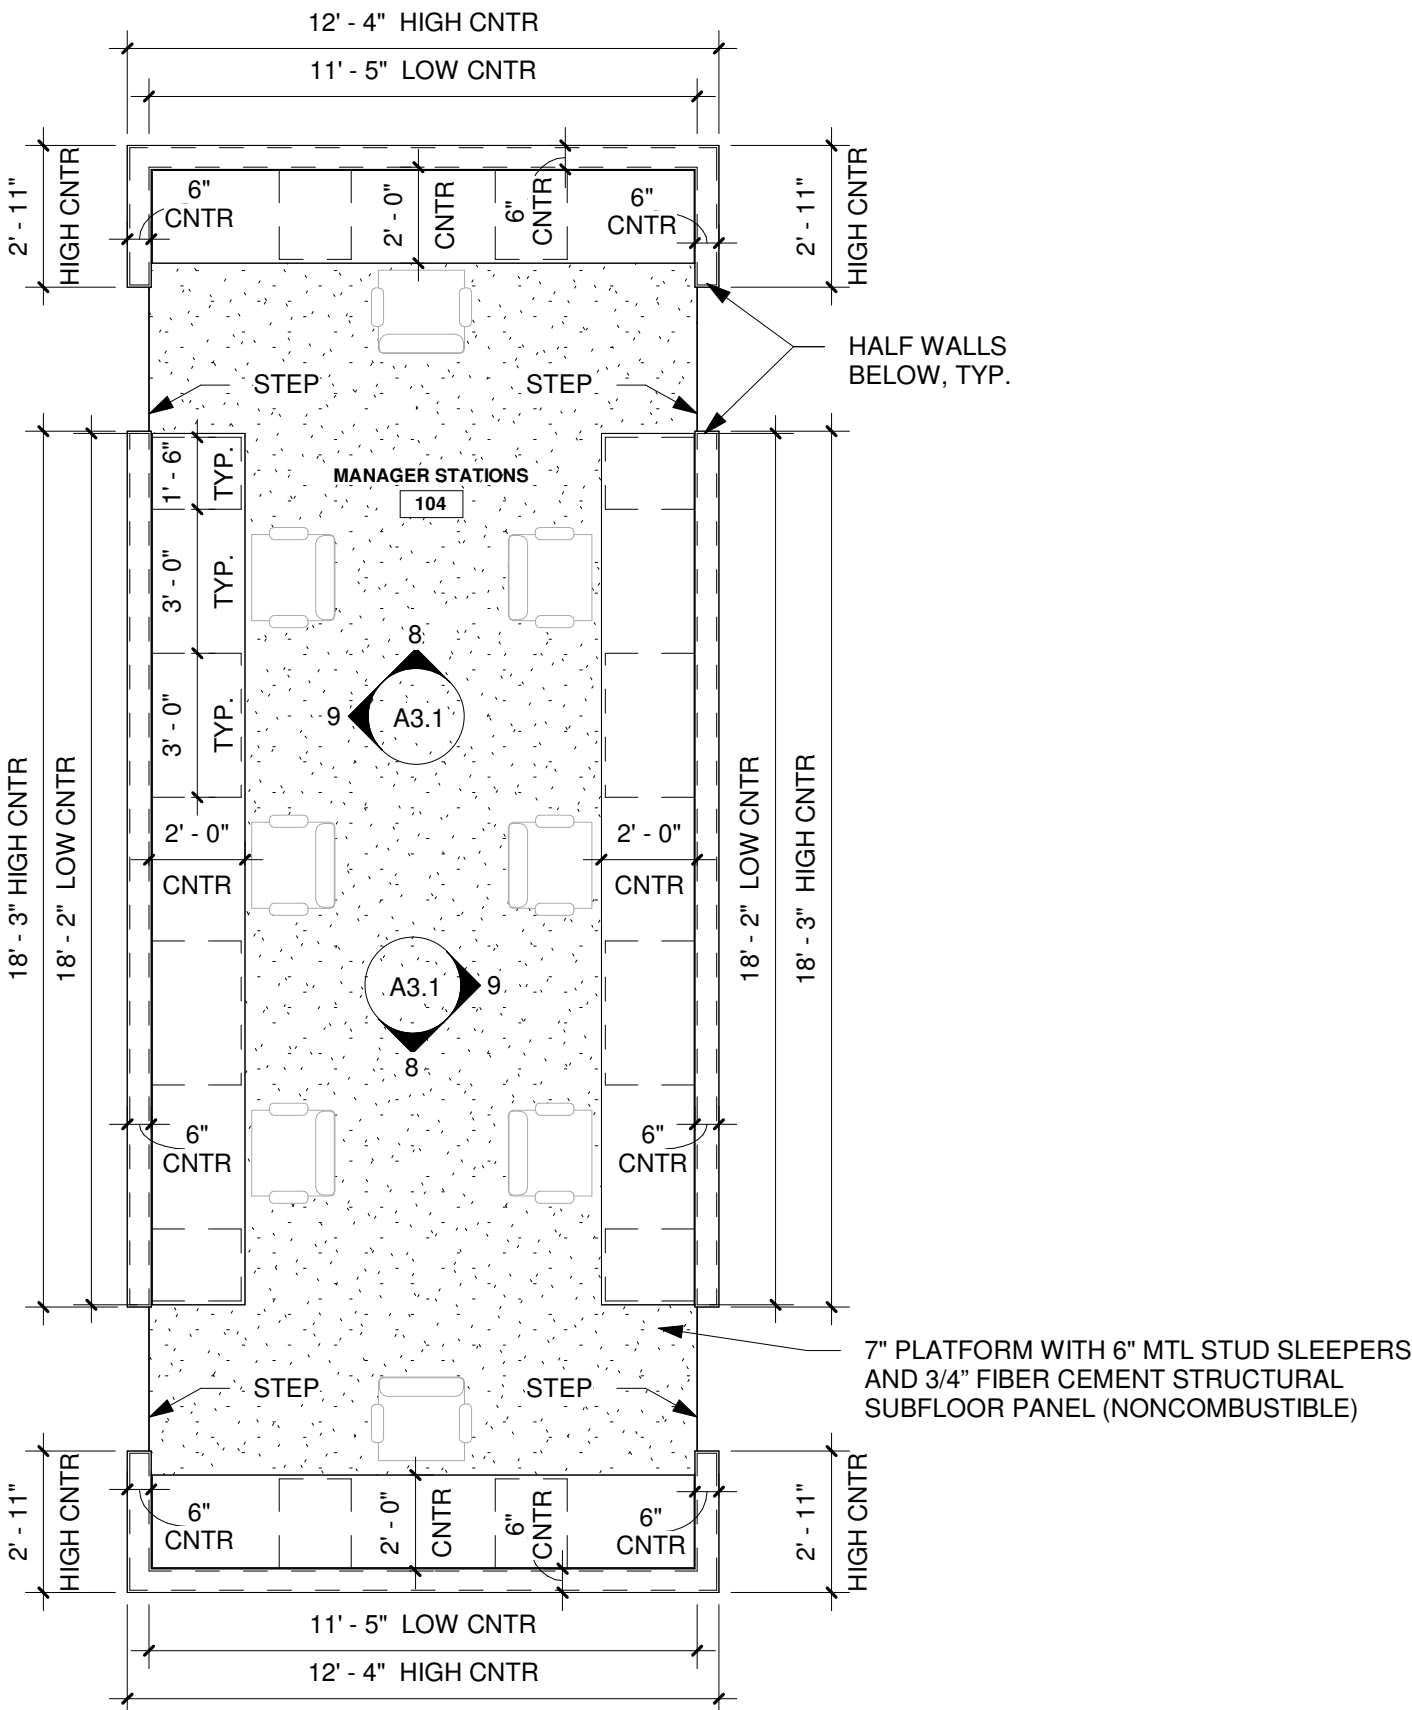 12' - 4" HIGH CNTR
11' - 5" LOW CNTR
2' - 11"
HIGH CNTR
6"
CNTR
2' - 0"
CNTR
6"
CNTR
6"
CNTR
2' - 11"
HIGH CNTR
HALF WALLS
BELOW, TYP.
STEP
STEP
1' - 6"
TYP.
MANAGER STATIONS
104
3' - 0"
TYP.
8
9
A3.1
3' - 0"
TYP.
18' - 3" HIGH CNTR
18' - 2" LOW CNTR
2' - 0"
CNTR
2' - 0"
CNTR
18' - 2" LOW CNTR
18' - 3" HIGH CNTR
A3.1
9
8
6"
CNTR
6"
CNTR
7" PLATFORM WITH 6" MTL STUD SLEEPERS
AND 3/4” FIBER CEMENT STRUCTURAL
SUBFLOOR PANEL (NONCOMBUSTIBLE)
STEP
STEP
2' - 11"
HIGH CNTR
6"
CNTR
2' - 0"
CNTR
6"
CNTR
6"
CNTR
2' - 11"
HIGH CNTR
11' - 5" LOW CNTR
12' - 4" HIGH CNTR